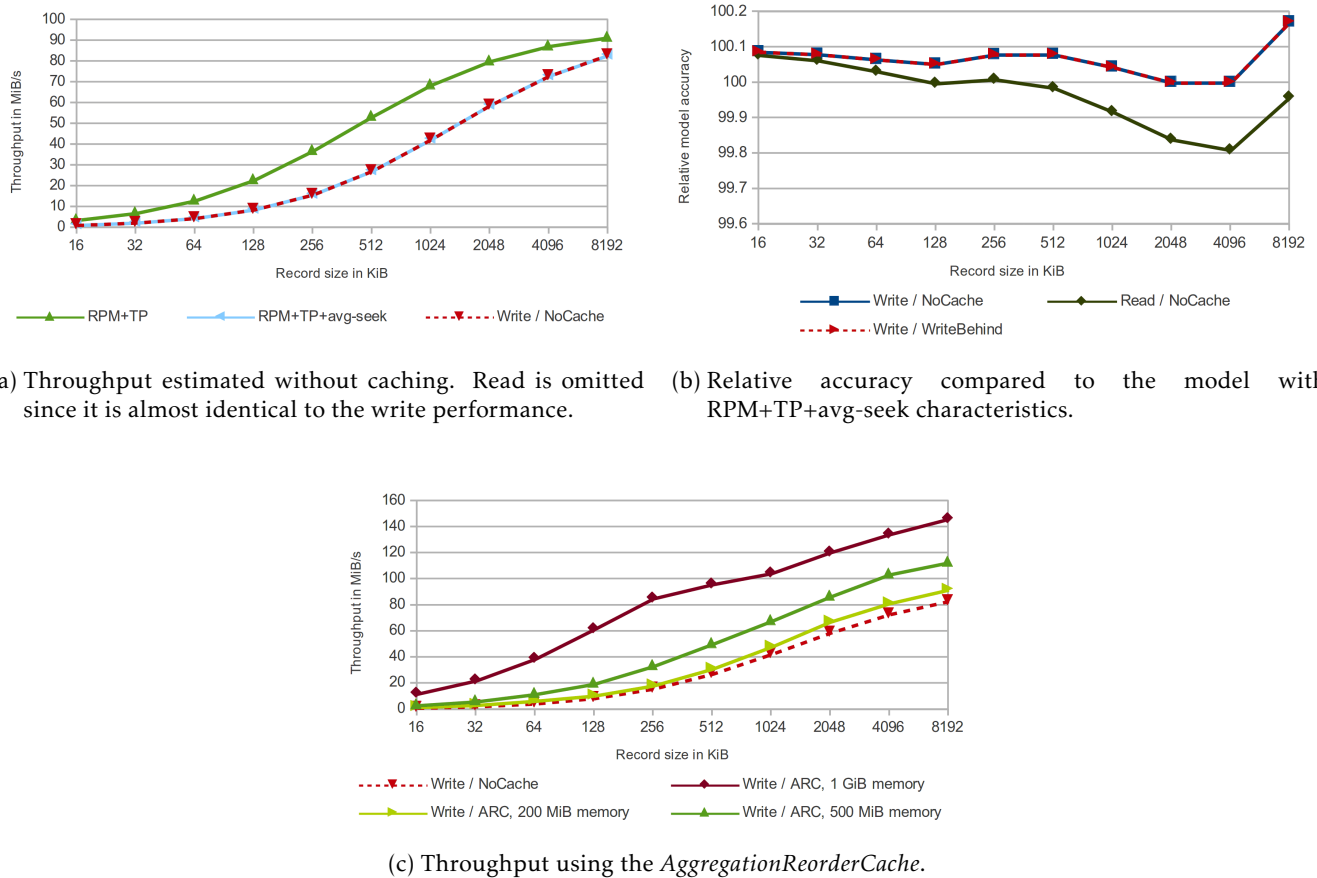 100
90
80
70
60
50
40
30
20
10
0
Throughput in MiB/s
16 32 64 128 256 512 1024 2048 4096 8192
Record size in KiB
RPM+TP RPM+TP+avg-seek Write / NoCache
a) Throughput estimated without caching. Read is omitted
since it is almost identical to the write performance.
100.2
100.1
100
99.9
99.8
99.7
99.6
Relative model accuracy
16 32 64 128 256 512 1024 2048 4096 8192
Record size in KiB
Write / NoCache Read / NoCache
Write / WriteBehind
(b) Relative accuracy compared to the model with
RPM+TP+avg-seek characteristics.
160
140
120
100
80
60
40
20
0
Throughput in MiB/s
16 32 64 128 256 512 1024 2048 4096 8192
Record size in KiB
Write / NoCache Write / ARC, 1 GiB memory
Write / ARC, 200 MiB memory Write / ARC, 500 MiB memory
(c) Throughput using the AggregationReorderCache.